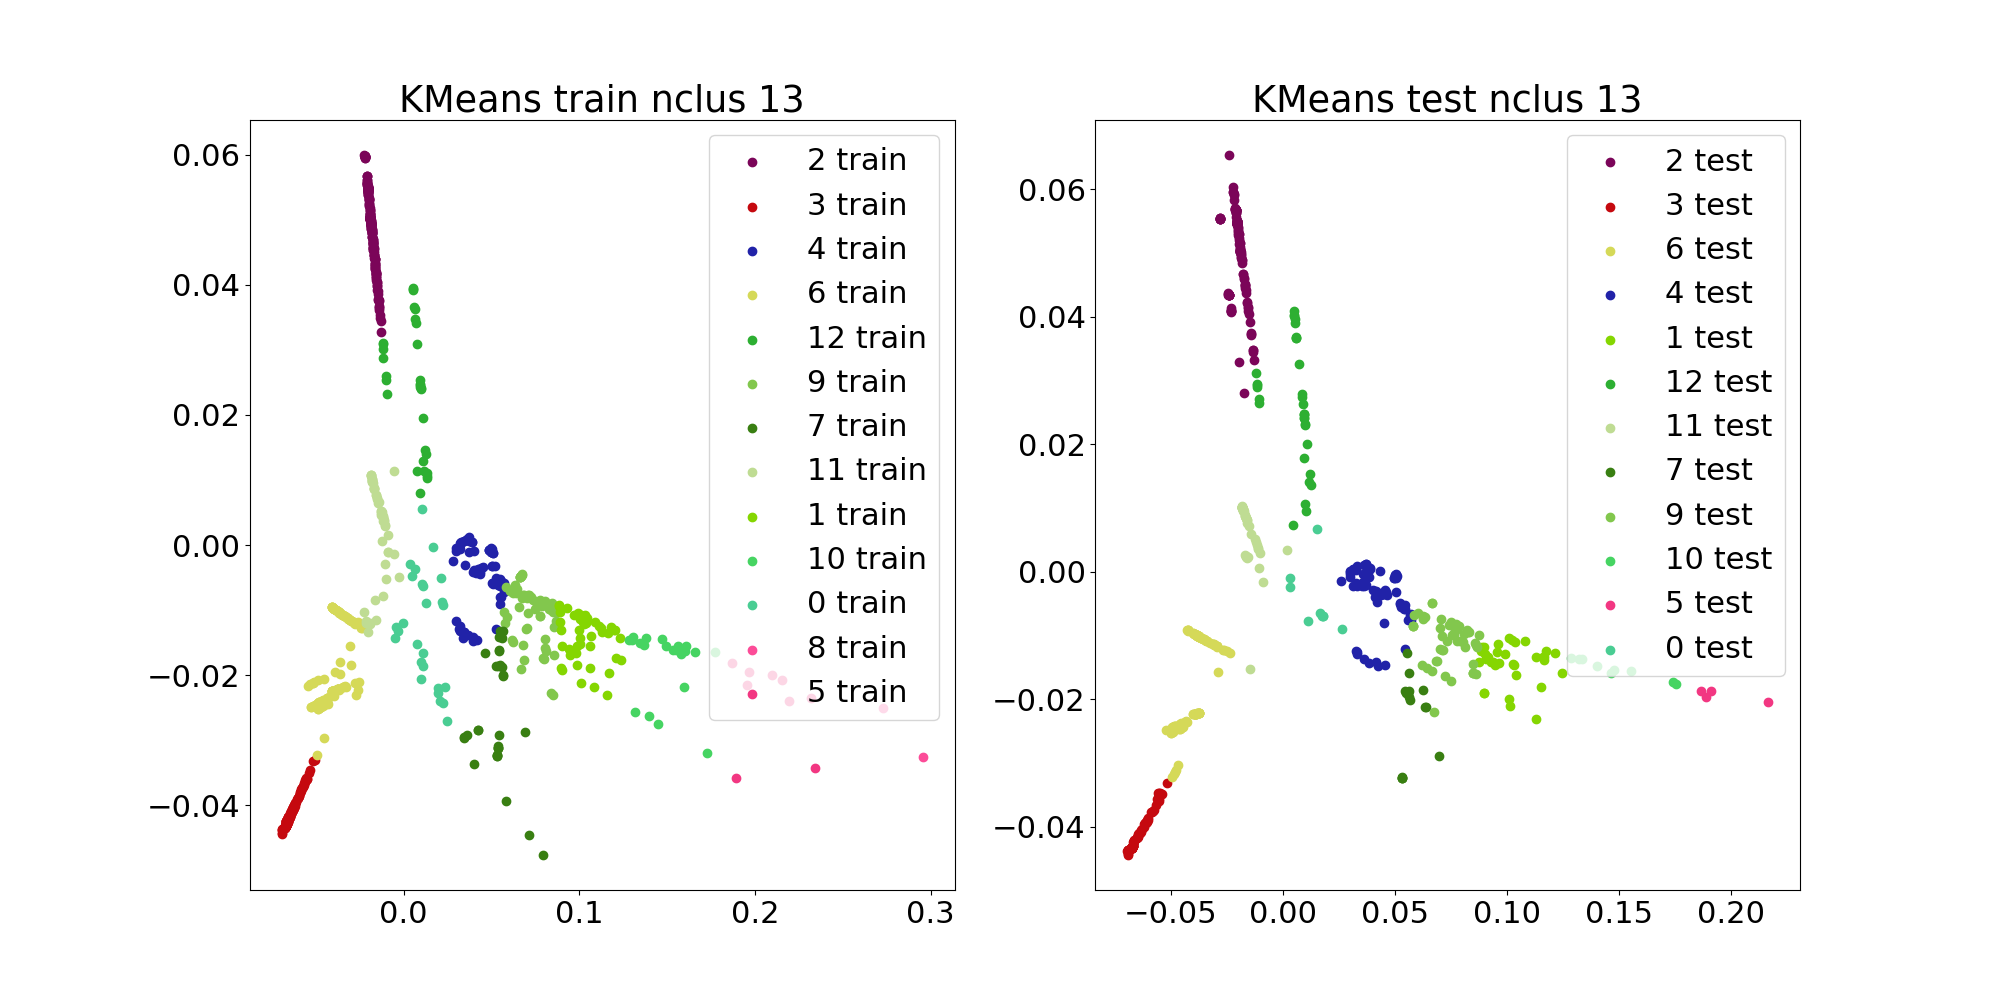 KMeans train nclus 13
0.06
0.04
0.02
0.00
−0.02
−0.04
0.0 0.1 0.2 0.3
2 train
3 train
4 train
6 train
12 train
9 train
7 train
11 train
1 train
10 train
0 train
8 train
5 train
KMeans test nclus 13
0.06
0.04
0.02
0.00
−0.02
−0.04
−0.05 0.00 0.05 0.10 0.15 0.20
2 test
3 test
6 test
4 test
1 test
12 test
11 test
7 test
9 test
10 test
5 test
0 test